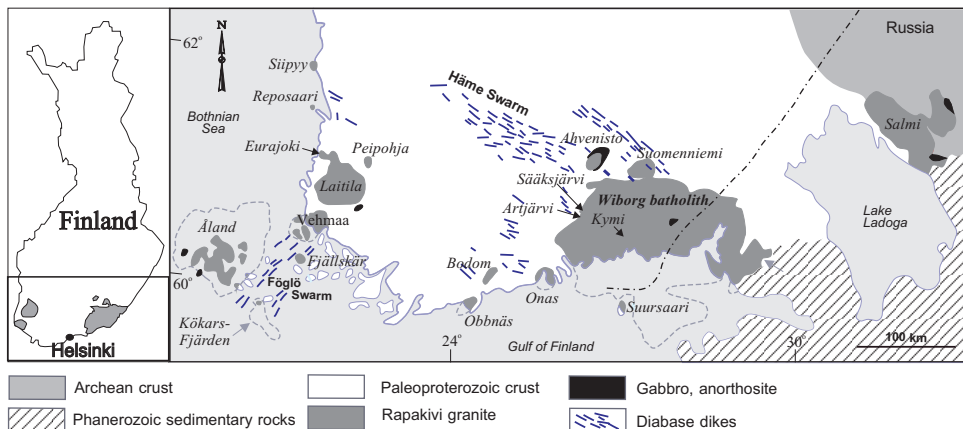 Finland
Helsinki
N
62°
60°
24°
30°
Bothnian
Sea
Siipyy
Reposaari
Eurajoki
Peipohja
Laitila
Vehmaa
Åland
Fjällskär
Föglö
Swarm
Kökars-
Fjärden
Häme Swarm
Ahvenisto
Suomenniemi
Sääksjärvi
Artjärvi
Wiborg batholith
Kymi
Bodom
Obbnäs
Onas
Suursaari
Gulf of Finland
Russia
Salmi
Lake
Ladoga
100 km
Archean crust
Paleoproterozoic crust
Gabbro, anorthosite
Phanerozoic sedimentary rocks
Rapakivi granite
Diabase dikes